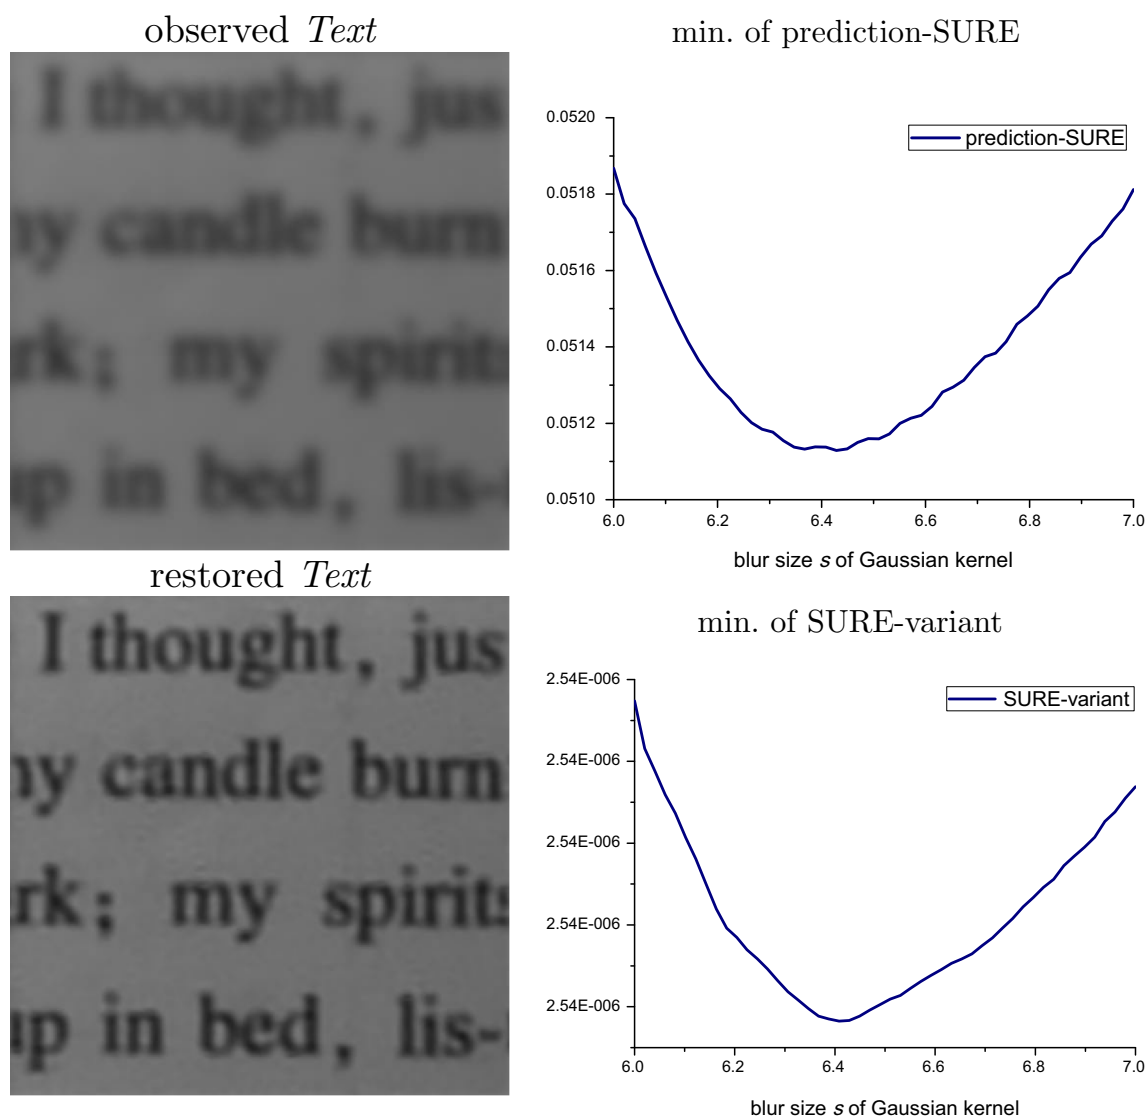 observed Text
I thought, jus
ny candle burn
rk; my spirits
up in bed, lis-
restored Text
I thought, jus
ny candle burn
rk; my spirits
up in bed, lis-
min. of prediction-SURE
0.0520
prediction-SURE
0.0518
0.0516
0.0514
0.0512
0.0510
6.0 6.2 6.4 6.6 6.8 7.0
blur size s of Gaussian kernel
min. of SURE-variant
2.54E-006
SURE-variant
2.54E-006
2.54E-006
2.54E-006
2.54E-006
6.0 6.2 6.4 6.6 6.8 7.0
blur size s of Gaussian kernel